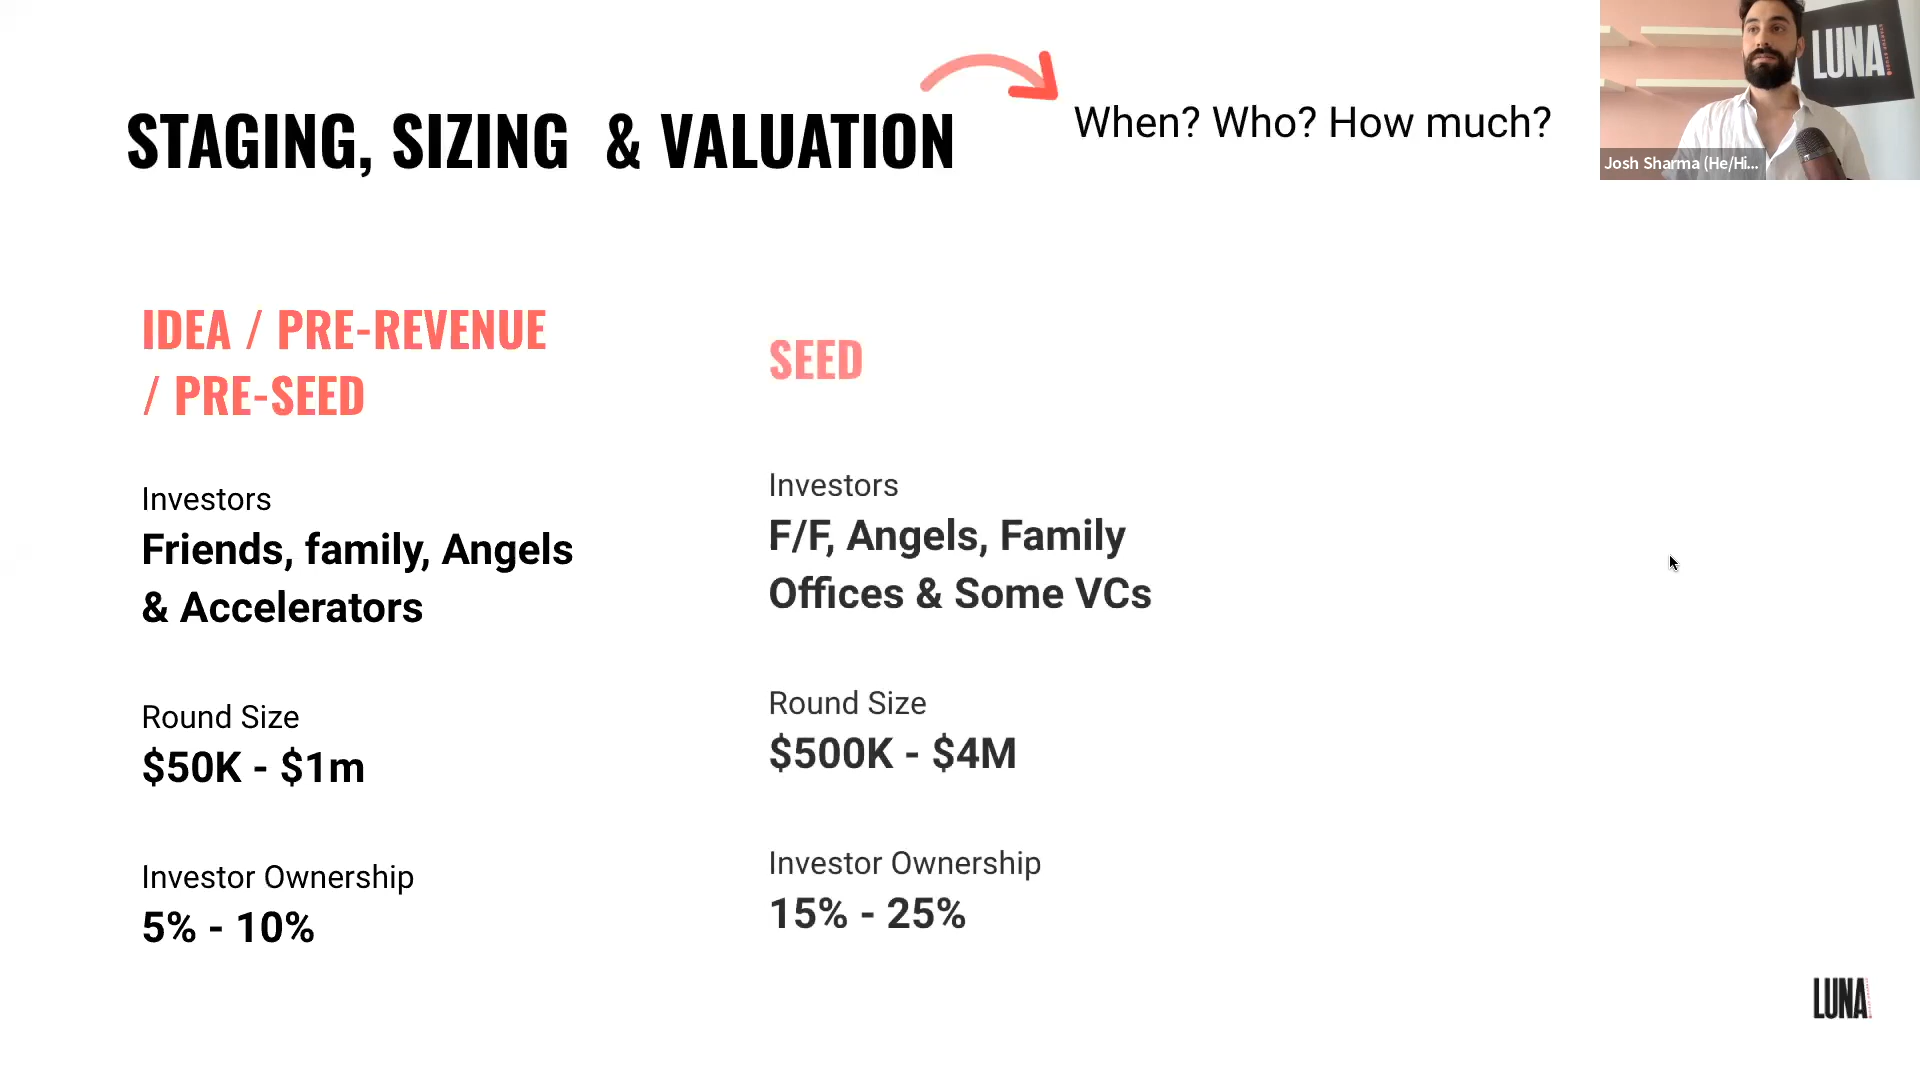 STAGING, SIZING & VALUATION
When? Who? How much?
LUNA
Josh Sharma (He/Hi...
IDEA / PRE-REVENUE
/ PRE-SEED
Investors
Friends, family, Angels
& Accelerators
Round Size
$50K - $1m
Investor Ownership
5% - 10%
SEED
Investors
F/F, Angels, Family
Offices & Some VCs
Round Size
$500K - $4M
Investor Ownership
15% - 25%
LUNA